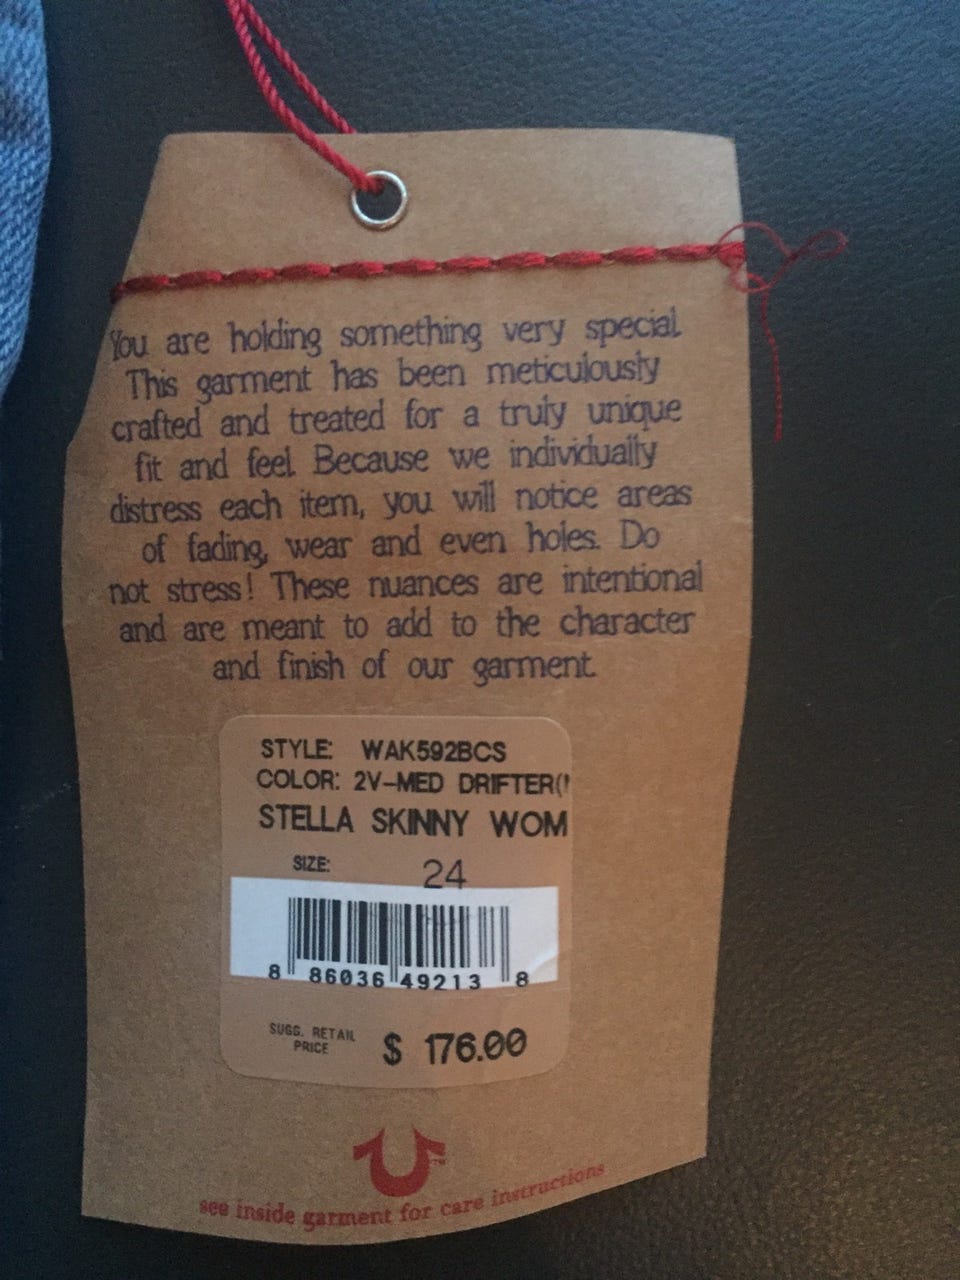 You are holding something very special.
This garment has been meticulously
crafted and treated for a truly unique
fit and feel. Because we individually
distress each item, you will notice areas
of fading, wear and even holes. Do
not stress! These nuances are intentional
and are meant to add to the character
and finish of our garment.
STYLE: WAK592BCS
COLOR: 2V-MED DRIFTER(
STELLA SKINNY WOM
SIZE: 24
8 86036 49213 8
SUGG. RETAIL
PRICE $ 176.00
TM
see inside garment for care instructions